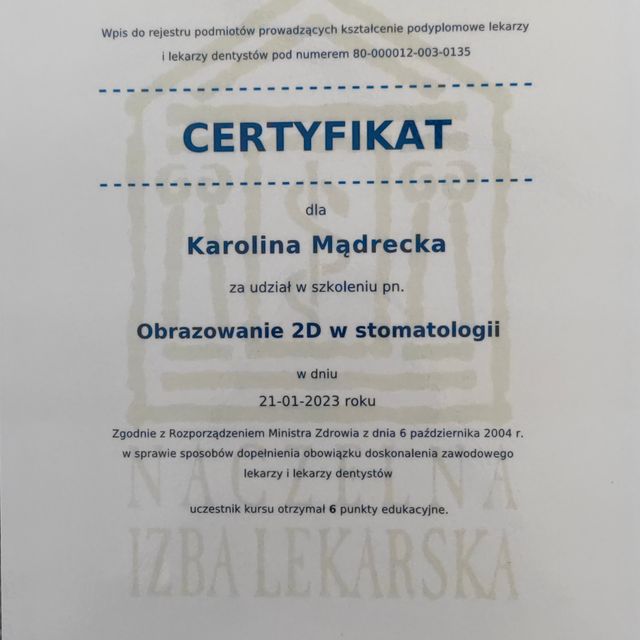 Wpis do rejestru podmiotów prowadzących kształcenie podyplomowe lekarzy
i lekarzy dentystów pod numerem 80-000012-003-0135
CERTYFIKAT
dla
Karolina Mądrecka
za udział w szkoleniu pn.
Obrazowanie 2D w stomatologii
w dniu
21-01-2023 roku
Zgodnie z Rozporządzeniem Ministra Zdrowia z dnia 6 października 2004 r.
w sprawie sposobów dopełnienia obowiązku doskonalenia zawodowego
lekarzy i lekarzy dentystów
uczestnik kursu otrzymał 6 punkty edukacyjne.
NACZELNA
IZBA LEKARSKA